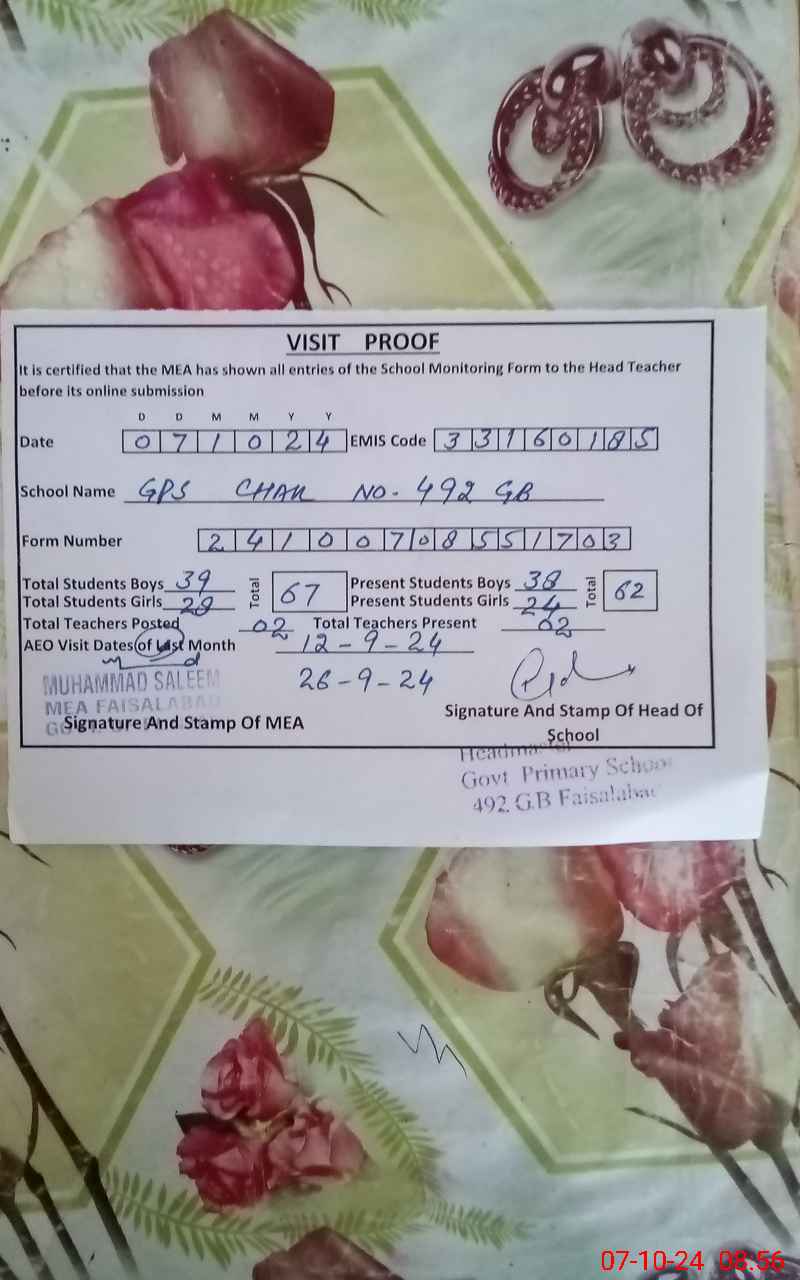 VISIT PROOF
It is certified that the MEA has shown all entries of the School Monitoring Form to the Head Teacher
before its online submission
D D M M Y Y
Date 0 7 1 0 2 4 EMIS Code 3 3 1 6 0 1 8 5
School Name GPS CHAK NO. 492 GB
Form Number 2 4 1 0 0 7 0 8 5 5 1 7 0 3
Total Students Boys 39 Total 67 Present Students Boys 38 Total 62
Total Students Girls 28 Present Students Girls 24
Total Teachers Posted 02 Total Teachers Present 02
AEO Visit Dates of Last Month 12-9-24
26-9-24
MUHAMMAD SALEEM
MEA FAISALABAD
Signature And Stamp Of MEA
Signature And Stamp Of Head Of
School
Headmaster
Govt Primary School
492 G.B Faisalabad
07-10-24 08:56